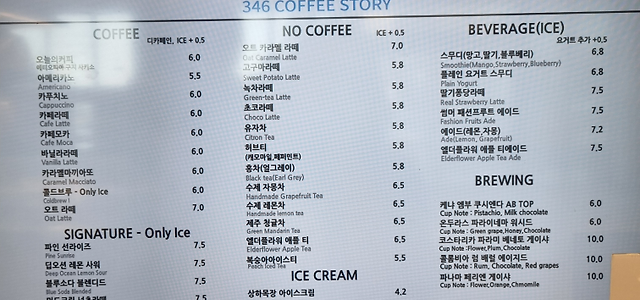 346 COFFEE STORY
COFFEE 디카페인, ICE + 0,5
오늘의커피 6,0
아메리카노 5,5
Americano
카푸치노 6,0
Cappuccino
카페라떼 6,0
Cafe Latte
카페모카 6,0
Cafe Moca
바닐라라떼 6,0
Vanilla Latte
카라멜마끼아또 6,0
Caramel Macciato
콜드브루 - Only Ice 6,0
Coldbrew I
오트 라떼 7,0
Oat Latte
SIGNATURE - Only Ice
파인 선라이즈 7,5
Pine Sunrise
딥오션 레몬 사워 7,5
Deep Ocean Lemon Sour
블루소다 블렌디드 7,5
Blue Soda Blended
7,5
NO COFFEE ICE + 0,5
오트 카라멜 라떼 7,0
Oat Caramel Latte
고구마라떼 5,8
Sweet Potato Latte
녹차라떼 5,8
Green-tea Latte
초코라떼 5,8
Choco Latte
유자차 5,8
Citron Tea
허브티 5,8
(캐모마일,페퍼민트)
홍차(얼그레이) 5,8
Black tea(Earl Grey)
수제 자몽차 6,5
Handmade Grapefruit Tea
수제 레몬차 6,5
Handmade lemon tea
제주 청귤차 6,5
Green Mandarin Tea
엘더플라워 애플 티 6,5
Elderflower Apple Tea
복숭아아이스티 5,5
Peach Iced Tea
ICE CREAM
상하목장 아이스크림 4,2
BEVERAGE(ICE)
요거트 추가 +0,5
스무디(망고,딸기,블루베리) 6,8
Smoothie(Mango,Strawberry,Blueberry)
플레인 요거트 스무디 6,8
Plain Yogurt
딸기퐁당라떼 7,5
Real Strawberry Latte
썸머 패션프루트 에이드 7,5
Fashion Fruits Ade
에이드(레몬,자몽) 7,2
Ade(Lemon, Grapefruit)
엘더플라워 애플 티에이드 7,5
Elderflower Apple Tea Ade
BREWING
케냐 엠부 쿠시엔다 AB TOP 6,0
Cup Note : Pistachio, Milk chocolate
온두라스 파라이네마 워시드 6,0
Cup Note : Green grape, Honey, Chocolate
코스타리카 파라미 베네토 게이샤 10,0
Cup Note :Flower,Plum,Chocolate
콜롬비아 럼 배럴 에이지드 10,0
Cup Note : Rum, Chocolate, Red grapes
파나마 페리엔 게이샤 10,0
Cup Note : Flower,Orange,Chmomile